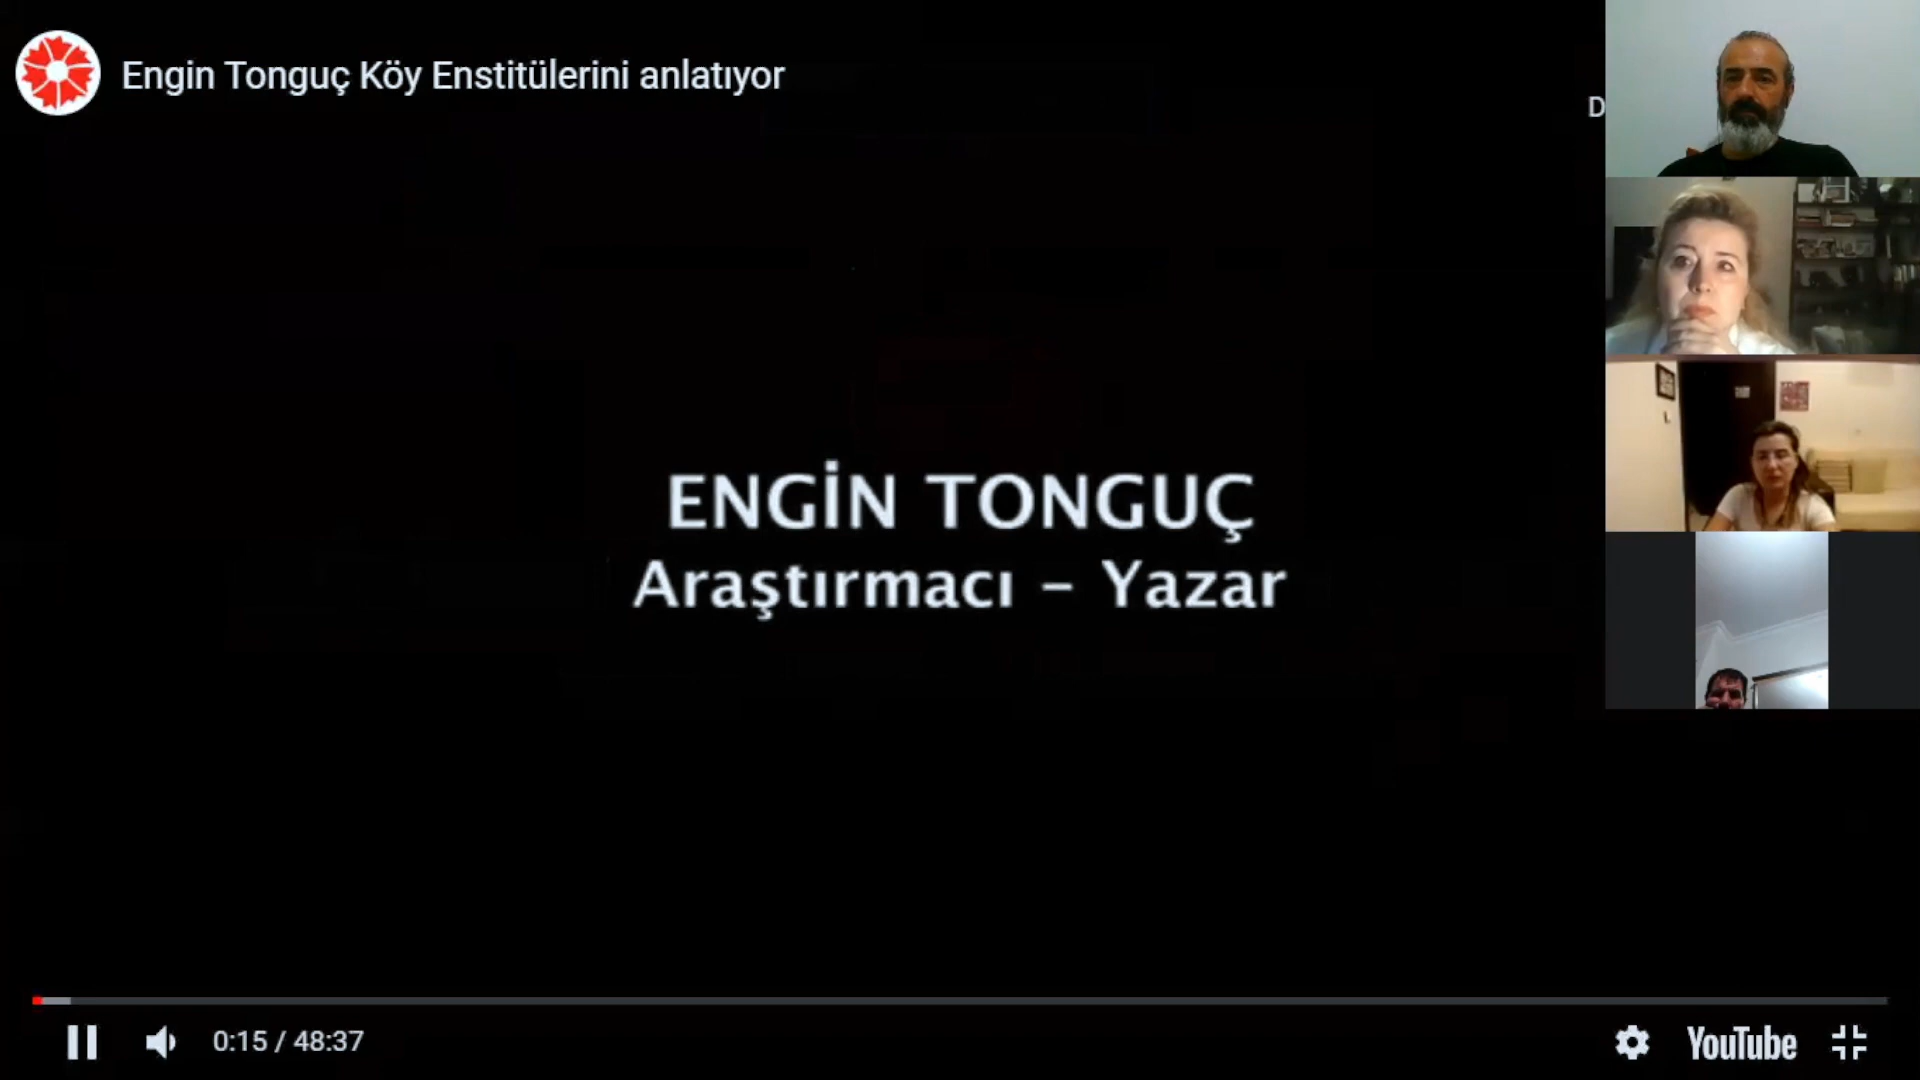 Engin Tonguç Köy Enstitülerini anlatıyor
D
ENGİN TONGUÇ
Araştırmacı - Yazar
0:15 / 48:37
YouTube